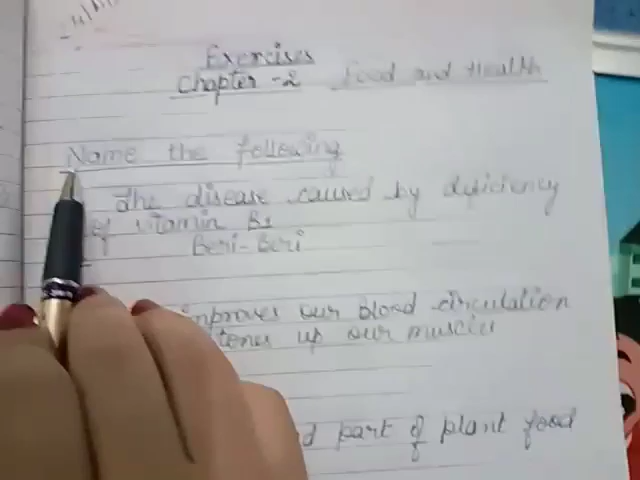 Exercises
Chapter -2 Food and Health
Name the following
The disease caused by deficiency
of vitamin B1
Beri-Beri
improves our blood circulation
tones up our muscles
part of plant food